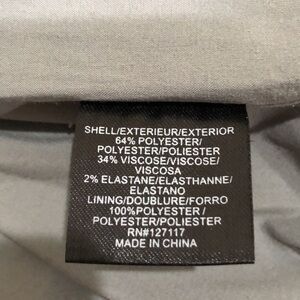 SHELL/EXTERIEUR/EXTERIOR
64% POLYESTER/
POLYESTER/POLIESTER
34% VISCOSE/VISCOSE/
VISCOSA
2% ELASTANE/ELASTHANNE/
ELASTANO
LINING/DOUBLURE/FORRO
100%POLYESTER /
POLYESTER/POLIESTER
RN#127117
MADE IN CHINA